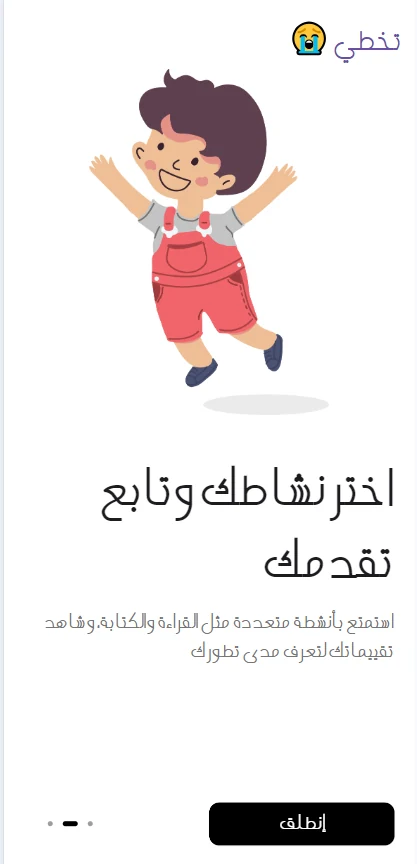 تخطي 😭
اختر نشاطك وتابع
تقدمك
استمتع بأنشطة متعددة مثل القراءة والكتابة، وشاهد
تقييماتك لتعرف مدى تطورك
إنطلق